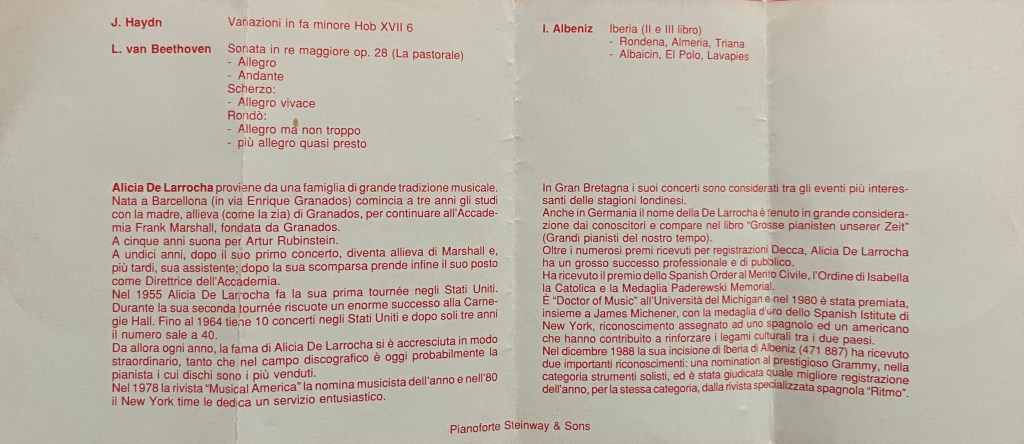 J. Haydn Variazioni in fa minore Hob XVII 6
L. van Beethoven Sonata in re maggiore op. 28 (La pastorale)
- Allegro
- Andante
Scherzo:
- Allegro vivace
Rondò:
- Allegro ma non troppo
- più allegro quasi presto
I. Albeniz Iberia (II e III libro)
- Rondena, Almeria, Triana
- Albaicin, El Polo, Lavapies
Alicia De Larrocha proviene da una famiglia di grande tradizione musicale.
Nata a Barcellona (in via Enrique Granados) comincia a tre anni gli studi
con la madre, allieva (come la zia) di Granados, per continuare all'Accade-
mia Frank Marshall, fondata da Granados.
A cinque anni suona per Artur Rubinstein.
A undici anni, dopo il suo primo concerto, diventa allieva di Marshall e,
più tardi, sua assistente; dopo la sua scomparsa prende infine il suo posto
come Direttrice dell'Accademia.
Nel 1955 Alicia De Larrocha fa la sua prima tournée negli Stati Uniti.
Durante la sua seconda tournée riscuote un enorme successo alla Carne-
gie Hall. Fino al 1964 tiene 10 concerti negli Stati Uniti e dopo soli tre anni
il numero sale a 40.
Da allora ogni anno, la fama di Alicia De Larrocha si è accresciuta in modo
straordinario, tanto che nel campo discografico è oggi probabilmente la
pianista i cui dischi sono i più venduti.
Nel 1978 la rivista "Musical America" la nomina musicista dell'anno e nell'80
il New York time le dedica un servizio entusiastico.
In Gran Bretagna i suoi concerti sono considerati tra gli eventi più interes-
santi delle stagioni londinesi.
Anche in Germania il nome della De Larrocha è tenuto in grande considera-
zione dai conoscitori e compare nel libro "Grosse pianisten unserer Zeit"
(Grandi pianisti del nostro tempo).
Oltre i numerosi premi ricevuti per registrazioni Decca, Alicia De Larrocha
ha un grosso successo professionale e di pubblico.
Ha ricevuto il premio dello Spanish Order al Merito Civile, l'Ordine di Isabella
la Catolica e la Medaglia Paderewski Memorial.
È "Doctor of Music" all'Università del Michigan e nel 1980 è stata premiata,
insieme a James Michener, con la medaglia d'oro dello Spanish Istitute di
New York, riconoscimento assegnato ad uno spagnolo ed un americano
che hanno contribuito a rinforzare i legami culturali tra i due paesi.
Nel dicembre 1988 la sua incisione di Iberia di Albeniz (471 887) ha ricevuto
due importanti riconoscimenti: una nomination al prestigioso Grammy, nella
categoria strumenti solisti, ed è stata giudicata quale migliore registrazione
dell'anno, per la stessa categoria, dalla rivista specializzata spagnola "Ritmo".
Pianoforte Steinway & Sons